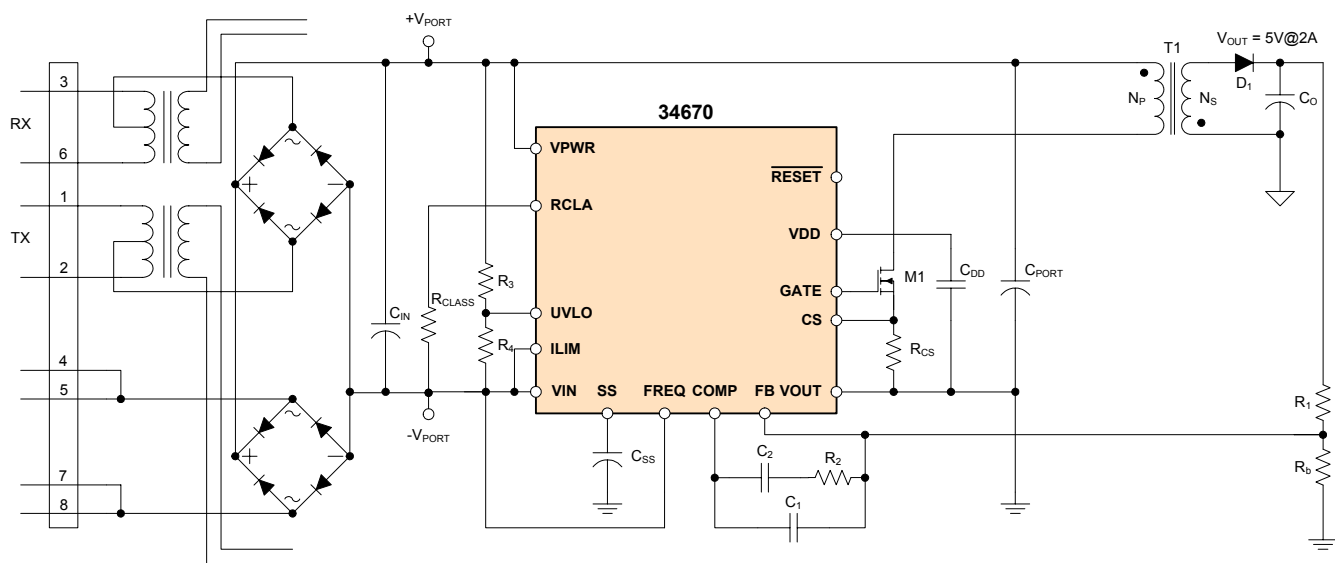 +VPORT
3
RX
6
1
TX
2
4
5
7
8
+
~
−
~
+
~
−
~
CIN
RCLASS
R3
R4
-VPORT
34670
VPWR
RCLA
UVLO
ILIM
VIN
SS
FREQ
COMP
FB
VOUT
RESET
VDD
GATE
CS
M1
CDD
RCS
CPORT
T1
NP
NS
VOUT = 5V@2A
D1
CO
R1
Rb
CSS
C2
R2
C1